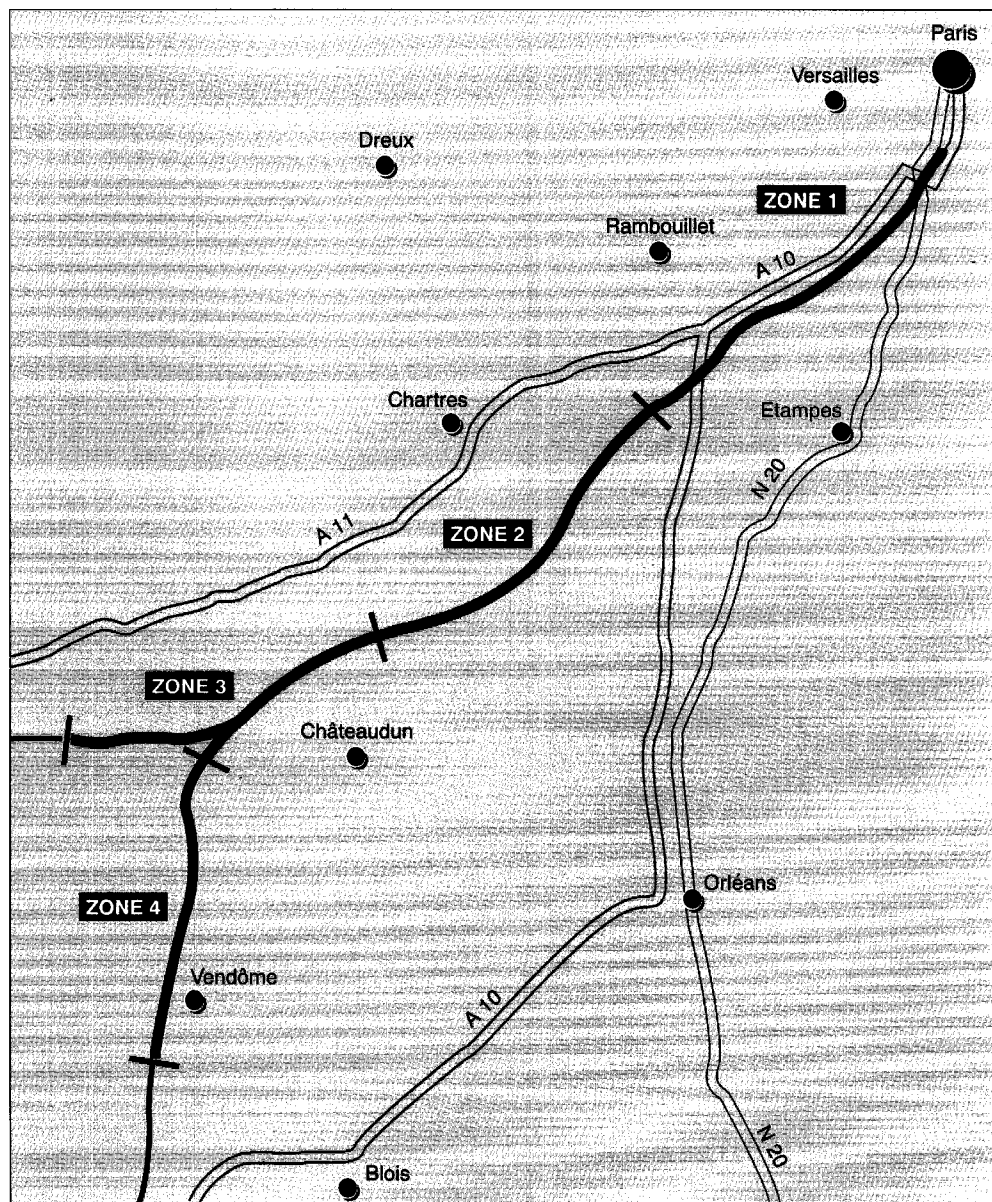 Paris
Versailles
Dreux
ZONE 1
Rambouillet
A 10
Chartres
Etampes
N 20
ZONE 2
A 11
ZONE 3
Châteaudun
Orléans
ZONE 4
Vendôme
A 10
N 20
Blois